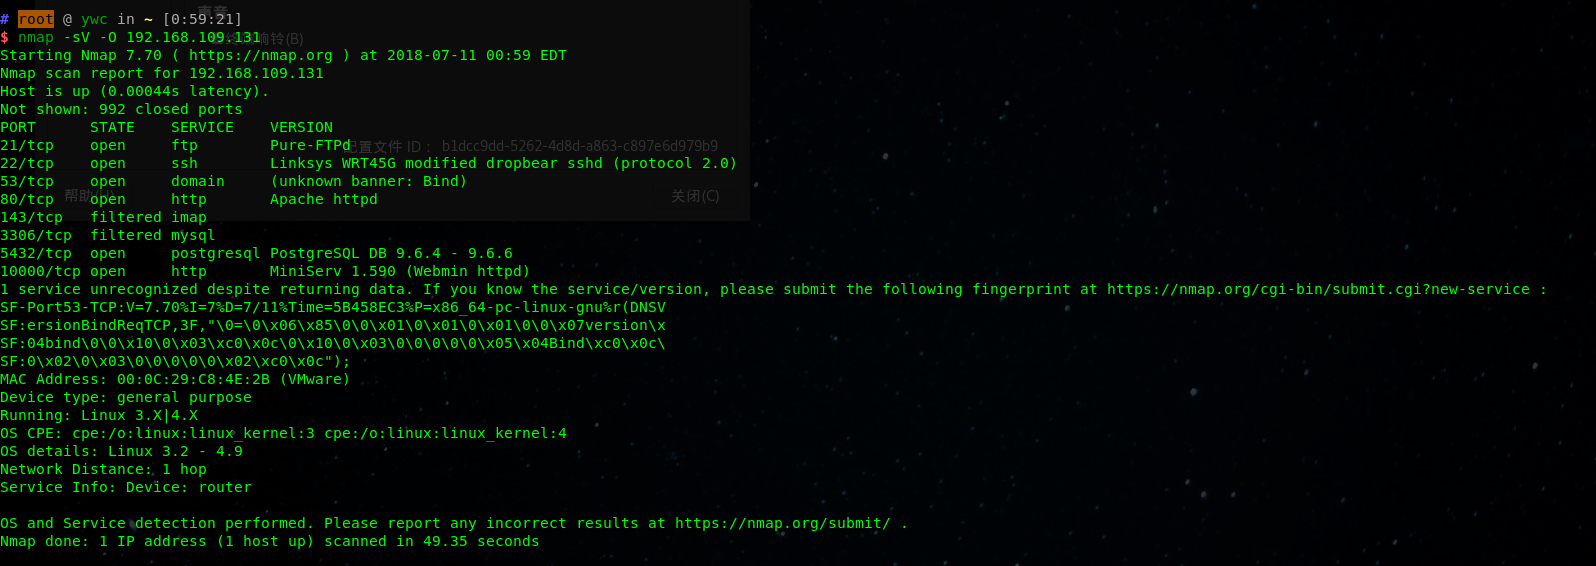 # root @ ywc in ~ [0:59:21]
声音
$ nmap -sV -O 192.168.109.131
终端响铃(B)
Starting Nmap 7.70 ( https://nmap.org ) at 2018-07-11 00:59 EDT
Nmap scan report for 192.168.109.131
Host is up (0.00044s latency).
Not shown: 992 closed ports
PORT      STATE    SERVICE    VERSION
21/tcp    open     ftp        Pure-FTPd
配置文件 ID： b1dcc9dd-5262-4d8d-a863-c897e6d979b9
22/tcp    open     ssh        Linksys WRT45G modified dropbear sshd (protocol 2.0)
53/tcp    open     domain     (unknown banner: Bind)
80/tcp    open     http       Apache httpd
帮助(H) 关闭(C)
143/tcp   filtered imap
3306/tcp  filtered mysql
5432/tcp  open     postgresql PostgreSQL DB 9.6.4 - 9.6.6
10000/tcp open     http       MiniServ 1.590 (Webmin httpd)
1 service unrecognized despite returning data. If you know the service/version, please submit the following fingerprint at https://nmap.org/cgi-bin/submit.cgi?new-service :
SF-Port53-TCP:V=7.70%I=7%D=7/11%Time=5B458EC3%P=x86_64-pc-linux-gnu%r(DNSV
SF:ersionBindReqTCP,3F,"\0=\0\x06\x85\0\0\x01\0\x01\0\x01\0\0\x07version\x
SF:04bind\0\0\x10\0\x03\xc0\x0c\0\x10\0\x03\0\0\0\0\0\x05\x04Bind\xc0\x0c\
SF:0\x02\0\x03\0\0\0\0\0\x02\xc0\x0c");
MAC Address: 00:0C:29:C8:4E:2B (VMware)
Device type: general purpose
Running: Linux 3.X|4.X
OS CPE: cpe:/o:linux:linux_kernel:3 cpe:/o:linux:linux_kernel:4
OS details: Linux 3.2 - 4.9
Network Distance: 1 hop
Service Info: Device: router
OS and Service detection performed. Please report any incorrect results at https://nmap.org/submit/ .
Nmap done: 1 IP address (1 host up) scanned in 49.35 seconds